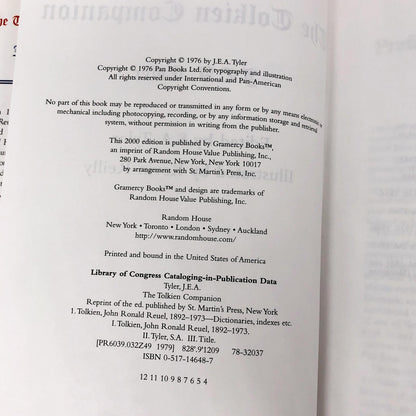 The Tolkien Companion
he T
Copyright © 1976 by J.E.A. Tyler
Copyright © 1976 Pan Books Ltd. for typography and illustration
All rights reserved under International and Pan-American
Copyright Conventions.
No part of this book may be reproduced or transmitted in any form or by any means electronic or
mechanical including photocopying, recording, or by any information storage and retrieval
system, without permission in writing from the publisher.
This 2000 edition is published by Gramercy Books™,
an imprint of Random House Value Publishing, Inc.,
280 Park Avenue, New York, New York 10017
by arrangement with St. Martin's Press, Inc.
Gramercy Books™ and design are trademarks of
Random House Value Publishing, Inc.
Random House
New York • Toronto • London • Sydney • Auckland
http://www.randomhouse.com/
Printed and bound in the United States of America
Library of Congress Cataloging-in-Publication Data
Tyler, J.E.A.
The Tolkien Companion
Reprint of the ed. published by St. Martin's Press, New York
1. Tolkien, John Ronald Reuel, 1892–1973—Dictionaries, indexes etc.
I. Tolkien, John Ronald Reuel, 1892–1973.
II. Tyler, S.A. III. Title.
[PR6039.032Z49 1979] 828'.9'1209 78-32037
ISBN 0-517-14648-7
12 11 10 9 8 7 6 5 4